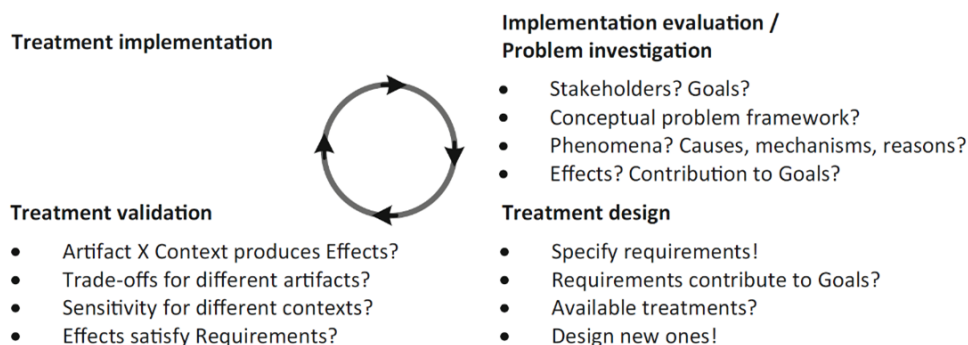 Treatment implementation
Implementation evaluation /
Problem investigation
• Stakeholders? Goals?
• Conceptual problem framework?
• Phenomena? Causes, mechanisms, reasons?
• Effects? Contribution to Goals?
Treatment validation
• Artifact X Context produces Effects?
• Trade-offs for different artifacts?
• Sensitivity for different contexts?
• Effects satisfy Requirements?
Treatment design
• Specify requirements!
• Requirements contribute to Goals?
• Available treatments?
• Design new ones!